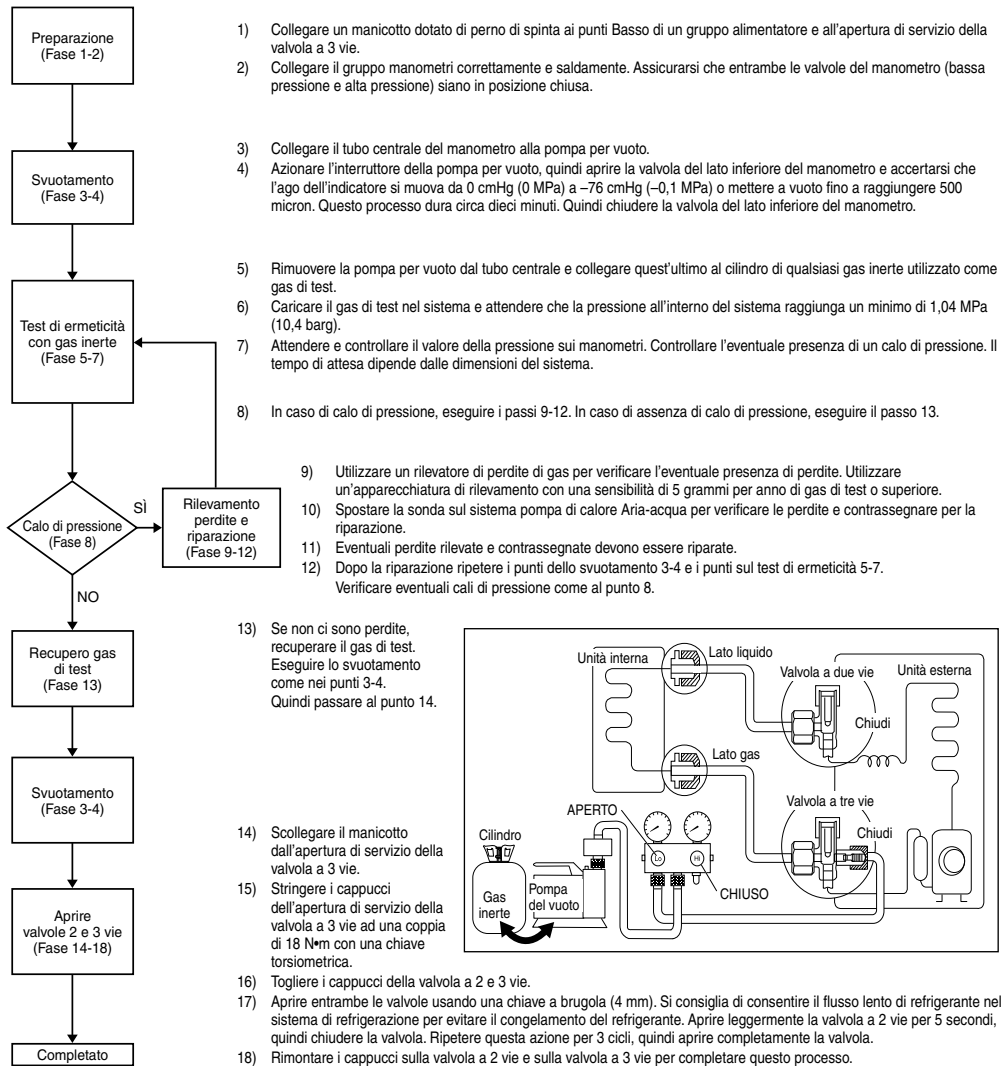 Preparazione
(Fase 1-2)
1) Collegare un manicotto dotato di perno di spinta ai punti Basso di un gruppo alimentatore e all'apertura di servizio della
valvola a 3 vie.
2) Collegare il gruppo manometri correttamente e saldamente. Assicurarsi che entrambe le valvole del manometro (bassa
pressione e alta pressione) siano in posizione chiusa.
Svuotamento
(Fase 3-4)
3) Collegare il tubo centrale del manometro alla pompa per vuoto.
4) Azionare l'interruttore della pompa per vuoto, quindi aprire la valvola del lato inferiore del manometro e accertarsi che
l'ago dell'indicatore si muova da 0 cmHg (0 MPa) a –76 cmHg (–0,1 MPa) o mettere a vuoto fino a raggiungere 500
micron. Questo processo dura circa dieci minuti. Quindi chiudere la valvola del lato inferiore del manometro.
Test di ermeticità
con gas inerte
(Fase 5-7)
5) Rimuovere la pompa per vuoto dal tubo centrale e collegare quest'ultimo al cilindro di qualsiasi gas inerte utilizzato come
gas di test.
6) Caricare il gas di test nel sistema e attendere che la pressione all'interno del sistema raggiunga un minimo di 1,04 MPa
(10,4 barg).
7) Attendere e controllare il valore della pressione sui manometri. Controllare l'eventuale presenza di un calo di pressione. Il
tempo di attesa dipende dalle dimensioni del sistema.
8) In caso di calo di pressione, eseguire i passi 9-12. In caso di assenza di calo di pressione, eseguire il passo 13.
Calo di pressione
(Fase 8)
SÌ
NO
Rilevamento
perdite e
riparazione
(Fase 9-12)
9) Utilizzare un rilevatore di perdite di gas per verificare l'eventuale presenza di perdite. Utilizzare
un'apparecchiatura di rilevamento con una sensibilità di 5 grammi per anno di gas di test o superiore.
10) Spostare la sonda sul sistema pompa di calore Aria-acqua per verificare le perdite e contrassegnare per la
riparazione.
11) Eventuali perdite rilevate e contrassegnate devono essere riparate.
12) Dopo la riparazione ripetere i punti dello svuotamento 3-4 e i punti sul test di ermeticità 5-7.
Verificare eventuali cali di pressione come al punto 8.
Recupero gas
di test
(Fase 13)
13) Se non ci sono perdite,
recuperare il gas di test.
Eseguire lo svuotamento
come nei punti 3-4.
Quindi passare al punto 14.
Svuotamento
(Fase 3-4)
Unità interna
Lato liquido
Valvola a due vie
Unità esterna
Chiudi
Lato gas
Valvola a tre vie
Chiudi
APERTO
Cilindro
Lo
Hi
CHIUSO
Gas
inerte
Pompa
del vuoto
Aprire
valvole 2 e 3 vie
(Fase 14-18)
14) Scollegare il manicotto
dall'apertura di servizio della
valvola a 3 vie.
15) Stringere i cappucci
dell'apertura di servizio della
valvola a 3 vie ad una coppia
di 18 N•m con una chiave
torsiometrica.
16) Togliere i cappucci della valvola a 2 e 3 vie.
17) Aprire entrambe le valvole usando una chiave a brugola (4 mm). Si consiglia di consentire il flusso lento di refrigerante nel
sistema di refrigerazione per evitare il congelamento del refrigerante. Aprire leggermente la valvola a 2 vie per 5 secondi,
quindi chiudere la valvola. Ripetere questa azione per 3 cicli, quindi aprire completamente la valvola.
18) Rimontare i cappucci sulla valvola a 2 vie e sulla valvola a 3 vie per completare questo processo.
Completato